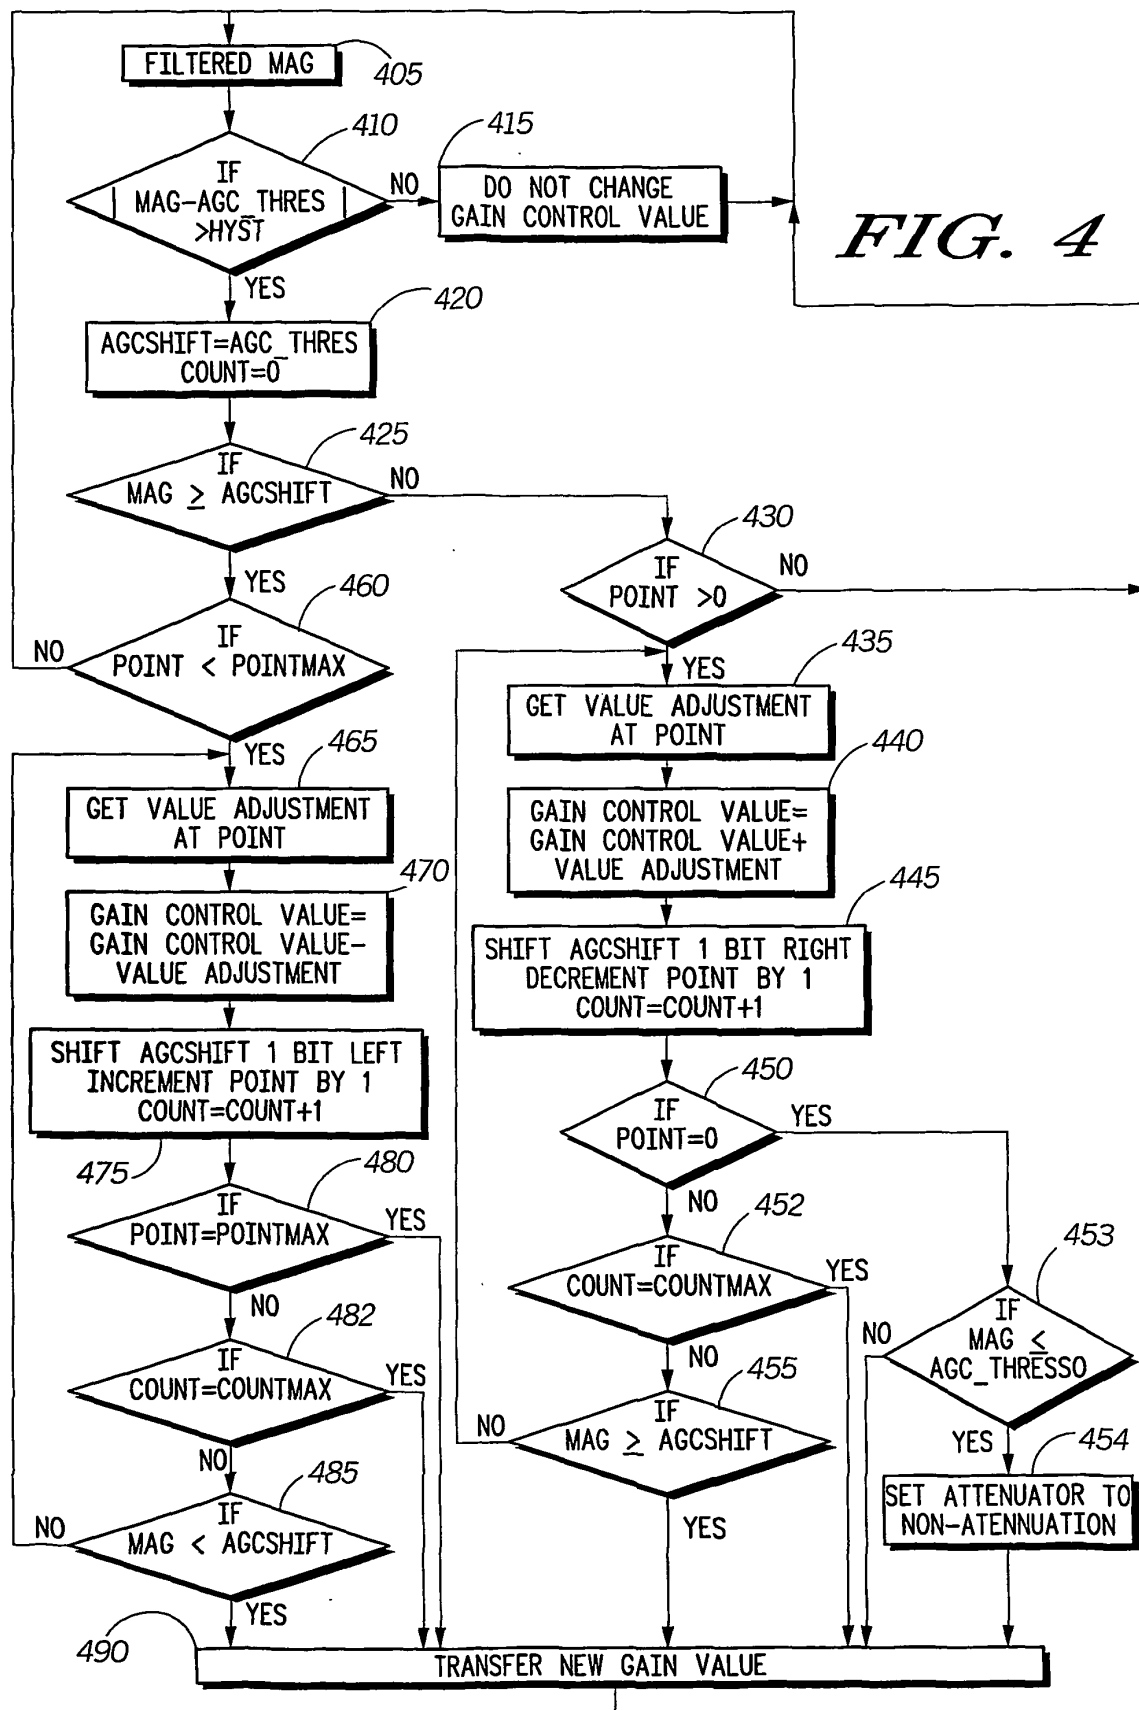 FILTERED MAG
405
410
IF
| MAG-AGC_THRES |
>HYST
NO
YES
415
DO NOT CHANGE
GAIN CONTROL VALUE
FIG. 4
420
AGCSHIFT=AGC_THRES
COUNT=0
425
IF
MAG ≥ AGCSHIFT
NO
YES
430
IF
POINT >0
NO
YES
460
IF
POINT < POINTMAX
NO
YES
435
GET VALUE ADJUSTMENT
AT POINT
440
GAIN CONTROL VALUE=
GAIN CONTROL VALUE+
VALUE ADJUSTMENT
445
SHIFT AGCSHIFT 1 BIT RIGHT
DECREMENT POINT BY 1
COUNT=COUNT+1
450
IF
POINT=0
YES
NO
452
IF
COUNT=COUNTMAX
YES
NO
453
IF
MAG ≤
AGC_THRESSO
NO
YES
455
IF
MAG ≥ AGCSHIFT
NO
YES
454
SET ATTENUATOR TO
NON-ATENNUATION
465
GET VALUE ADJUSTMENT
AT POINT
470
GAIN CONTROL VALUE=
GAIN CONTROL VALUE-
VALUE ADJUSTMENT
SHIFT AGCSHIFT 1 BIT LEFT
INCREMENT POINT BY 1
COUNT=COUNT+1
475
480
IF
POINT=POINTMAX
YES
NO
482
IF
COUNT=COUNTMAX
YES
NO
485
IF
MAG < AGCSHIFT
NO
YES
490
TRANSFER NEW GAIN VALUE